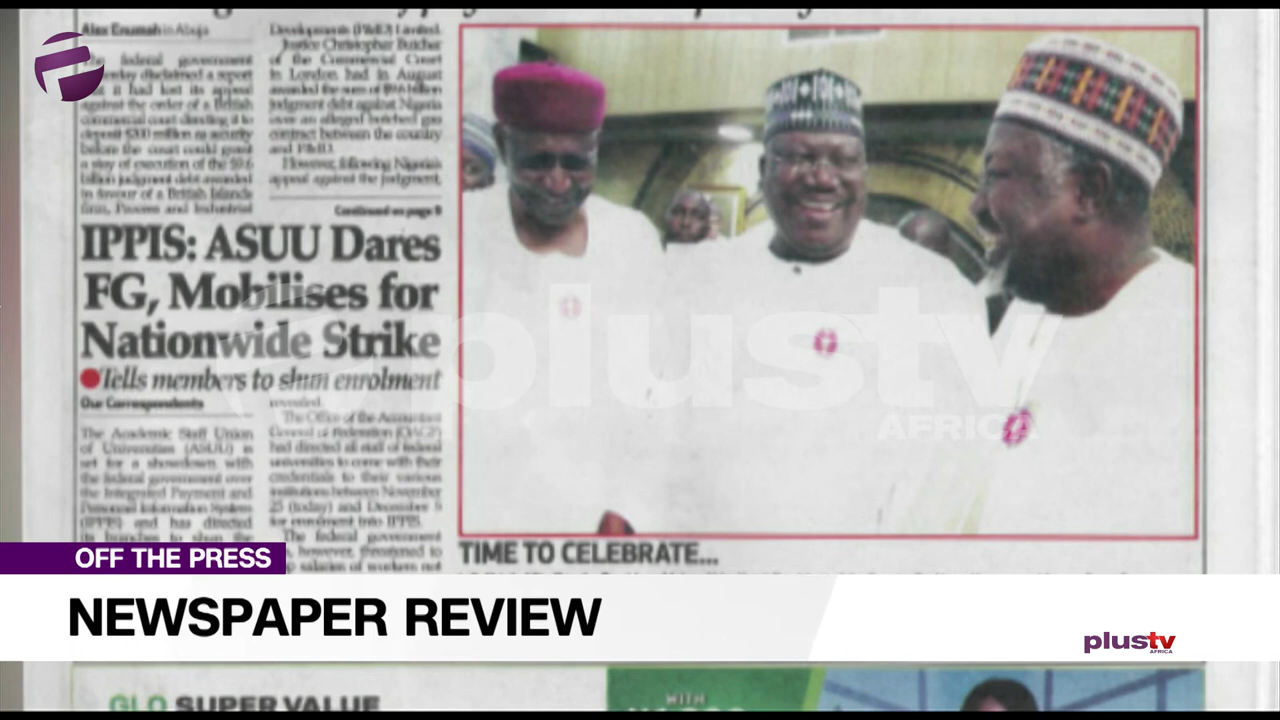 Alex Enumah in Abuja
The federal government
yesterday disclaimed a report
that it had lost its appeal
against the order of a British
commercial court directing it to
deposit $200 million as security
before the court could grant
a stay of execution of the $9.6
billion judgment debt awarded
in favour of a British Islands
firm, Process and Industrial
Developments (P&ID) Limited.
Justice Christopher Butcher
of the Commercial Court
in London had in August
awarded the sum of $9.6 billion
judgment debt against Nigeria
over an alleged botched gas
contract between the country
and P&ID.
However, following Nigeria's
appeal against the judgment,
Continued on page 9
IPPIS: ASUU Dares
FG, Mobilises for
Nationwide Strike
Tells members to shun enrolment
Our Correspondents
The Academic Staff Union
of Universities (ASUU) is
set for a showdown with
the federal government over
the Integrated Payment and
Personnel Information System
(IPPIS) and has directed
its branches to shun the
revealed.
The Office of the Accountant
General of Federation (OAGF)
had directed all staff of federal
universities to come with their
credentials to their various
institutions between November
25 (today) and December 5
for enrolment into IPPIS.
The federal government
however, threatened to
salaries of workers not
TIME TO CELEBRATE...
plustv
AFRICA
OFF THE PRESS
NEWSPAPER REVIEW
plustv
AFRICA
GLO SUPER VALUE
WITH